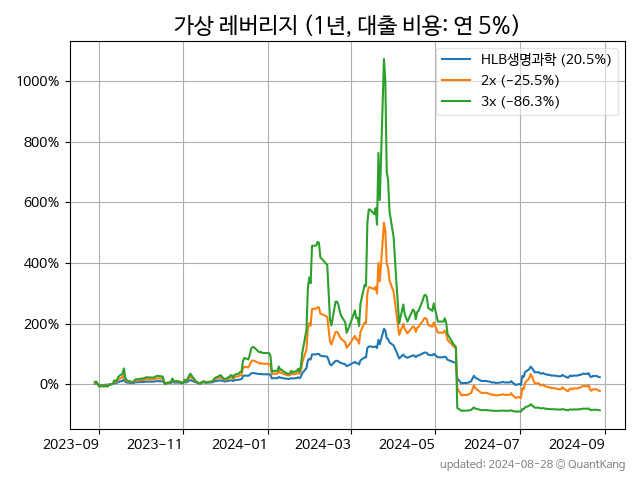 가상 레버리지 (1년, 대출 비용: 연 5%)
HLB생명과학 (20.5%)
2x (−25.5%)
3x (−86.3%)
1000%
800%
600%
400%
200%
0%
2023-09 2023-11 2024-01 2024-03 2024-05 2024-07 2024-09
updated: 2024-08-28 © QuantKang